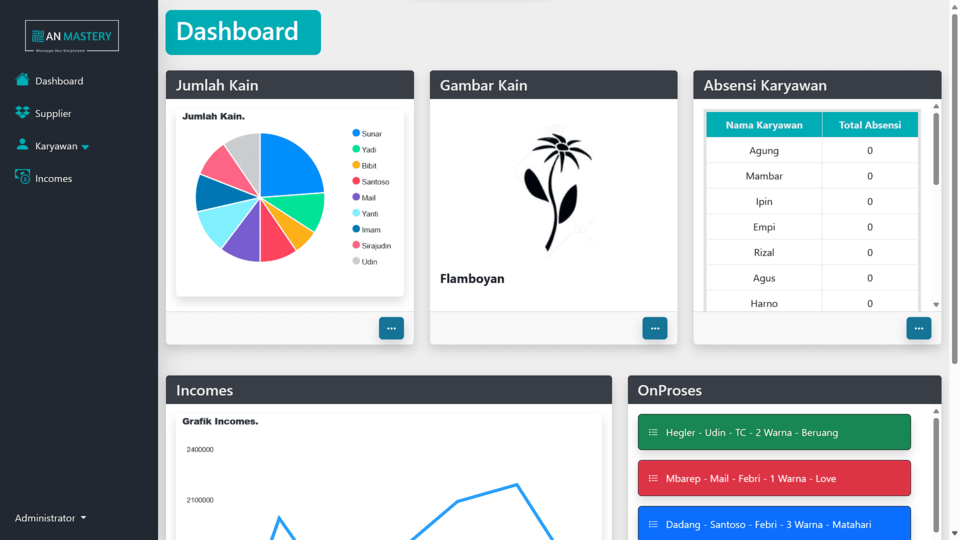 AN MASTERY
Dashboard
Supplier
Karyawan
Incomes
Administrator
Dashboard
Jumlah Kain
Jumlah Kain.
Sunar
Yadi
Bibit
Santoso
Mail
Yanti
Imam
Sirajudin
Udin
Gambar Kain
Flamboyan
Absensi Karyawan
Nama Karyawan Total Absensi
Agung 0
Mambar 0
Ipin 0
Empi 0
Rizal 0
Agus 0
Harno 0
Incomes
Grafik Incomes.
2400000
2100000
OnProses
Hegler - Udin - TC - 2 Warna - Beruang
Mbarep - Mail - Febri - 1 Warna - Love
Dadang - Santoso - Febri - 3 Warna - Matahari